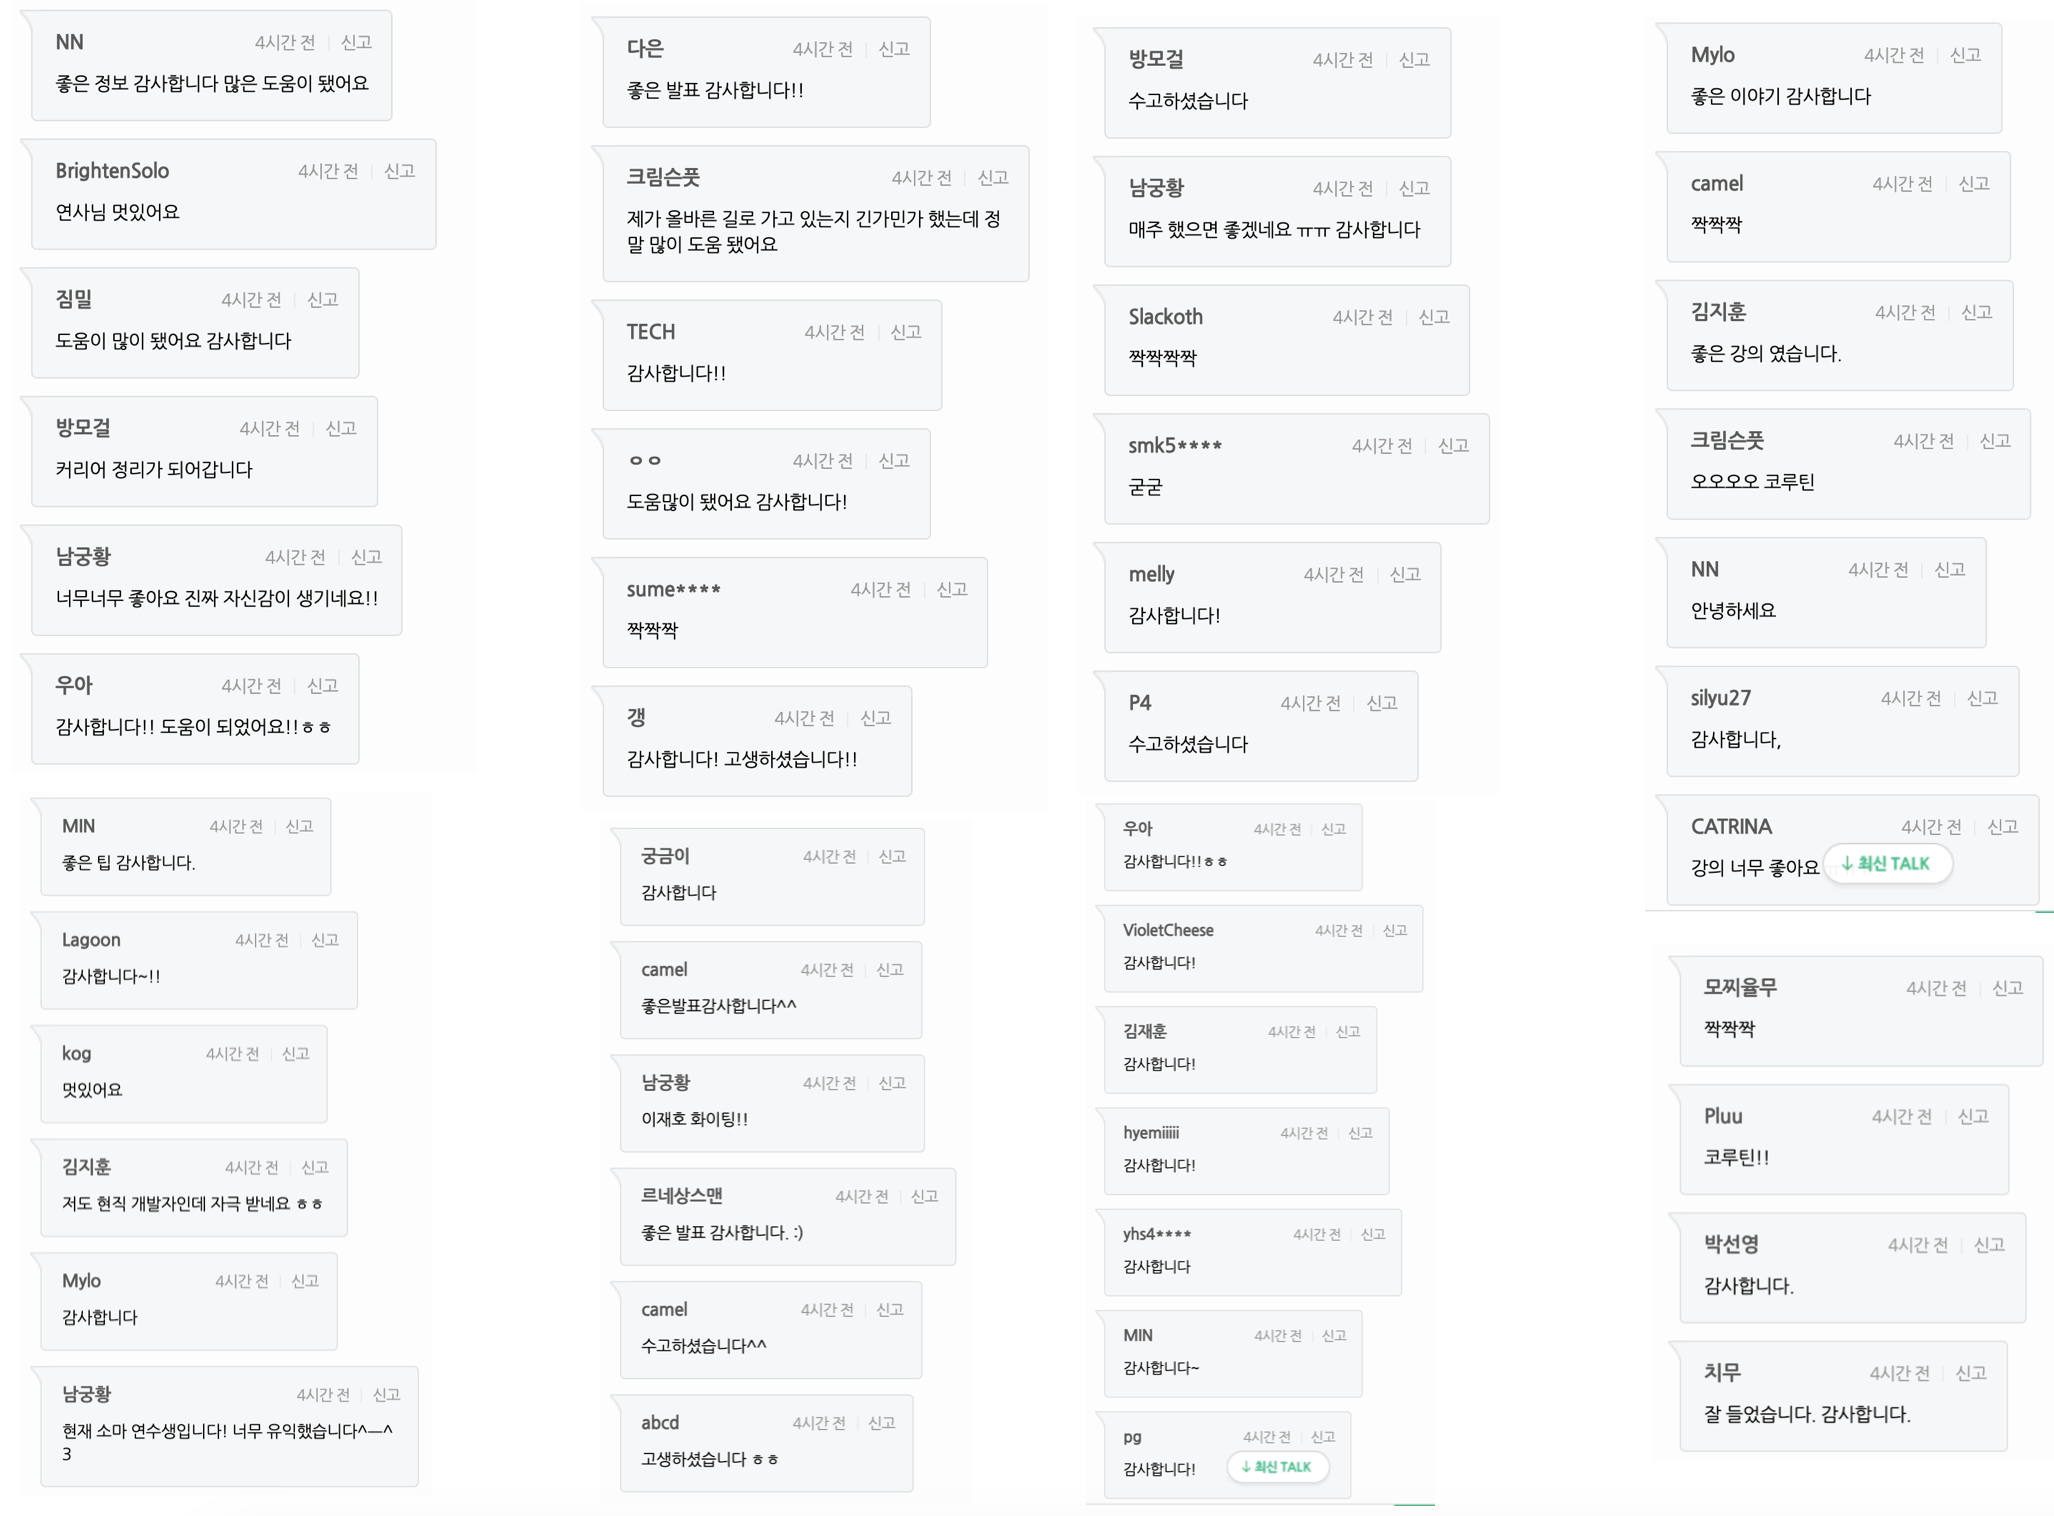 NN 4시간 전 신고
좋은 정보 감사합니다 많은 도움이 됐어요
BrightenSolo 4시간 전 신고
연사님 멋있어요
짐밀 4시간 전 신고
도움이 많이 됐어요 감사합니다
방모걸 4시간 전 신고
커리어 정리가 되어갑니다
남궁황 4시간 전 신고
너무너무 좋아요 진짜 자신감이 생기네요!!
우아 4시간 전 신고
감사합니다!! 도움이 되었어요!!ㅎㅎ
MIN 4시간 전 신고
좋은 팁 감사합니다.
Lagoon 4시간 전 신고
감사합니다~!!
kog 4시간 전 신고
멋있어요
김지훈 4시간 전 신고
저도 현직 개발자인데 자극 받네요 ㅎㅎ
Mylo 4시간 전 신고
감사합니다
남궁황 4시간 전 신고
현재 소마 연수생입니다! 너무 유익했습니다^ㅡ^
3
다은 4시간 전 신고
좋은 발표 감사합니다!!
크림슨풋 4시간 전 신고
제가 올바른 길로 가고 있는지 긴가민가 했는데 정
말 많이 도움 됐어요
TECH 4시간 전 신고
감사합니다!!
ㅇㅇ 4시간 전 신고
도움많이 됐어요 감사합니다!
sume**** 4시간 전 신고
짝짝짝
갱 4시간 전 신고
감사합니다! 고생하셨습니다!!
궁금이 4시간 전 신고
감사합니다
camel 4시간 전 신고
좋은발표감사합니다^^
남궁황 4시간 전 신고
이재호 화이팅!!
르네상스맨 4시간 전 신고
좋은 발표 감사합니다. :)
camel 4시간 전 신고
수고하셨습니다^^
abcd 4시간 전 신고
고생하셨습니다 ㅎㅎ
방모걸 4시간 전 신고
수고하셨습니다
남궁황 4시간 전 신고
매주 했으면 좋겠네요 ㅠㅠ 감사합니다
Slackoth 4시간 전 신고
짝짝짝짝
smk5**** 4시간 전 신고
굳굳
melly 4시간 전 신고
감사합니다!
P4 4시간 전 신고
수고하셨습니다
우아 4시간 전 신고
감사합니다!!ㅎㅎ
VioletCheese 4시간 전 신고
감사합니다!
김재훈 4시간 전 신고
감사합니다!
hyemiiiii 4시간 전 신고
감사합니다!
yhs4**** 4시간 전 신고
감사합니다
MIN 4시간 전 신고
감사합니다~
pg 4시간 전 신고
감사합니다! ↓ 최신 TALK
Mylo 4시간 전 신고
좋은 이야기 감사합니다
camel 4시간 전 신고
짝짝짝
김지훈 4시간 전 신고
좋은 강의 였습니다.
크림슨풋 4시간 전 신고
오오오오 코루틴
NN 4시간 전 신고
안녕하세요
silyu27 4시간 전 신고
감사합니다,
CATRINA 4시간 전 신고
강의 너무 좋아요 ↓ 최신 TALK
모찌율무 4시간 전 신고
짝짝짝
Pluu 4시간 전 신고
코루틴!!
박선영 4시간 전 신고
감사합니다.
치무 4시간 전 신고
잘 들었습니다. 감사합니다.